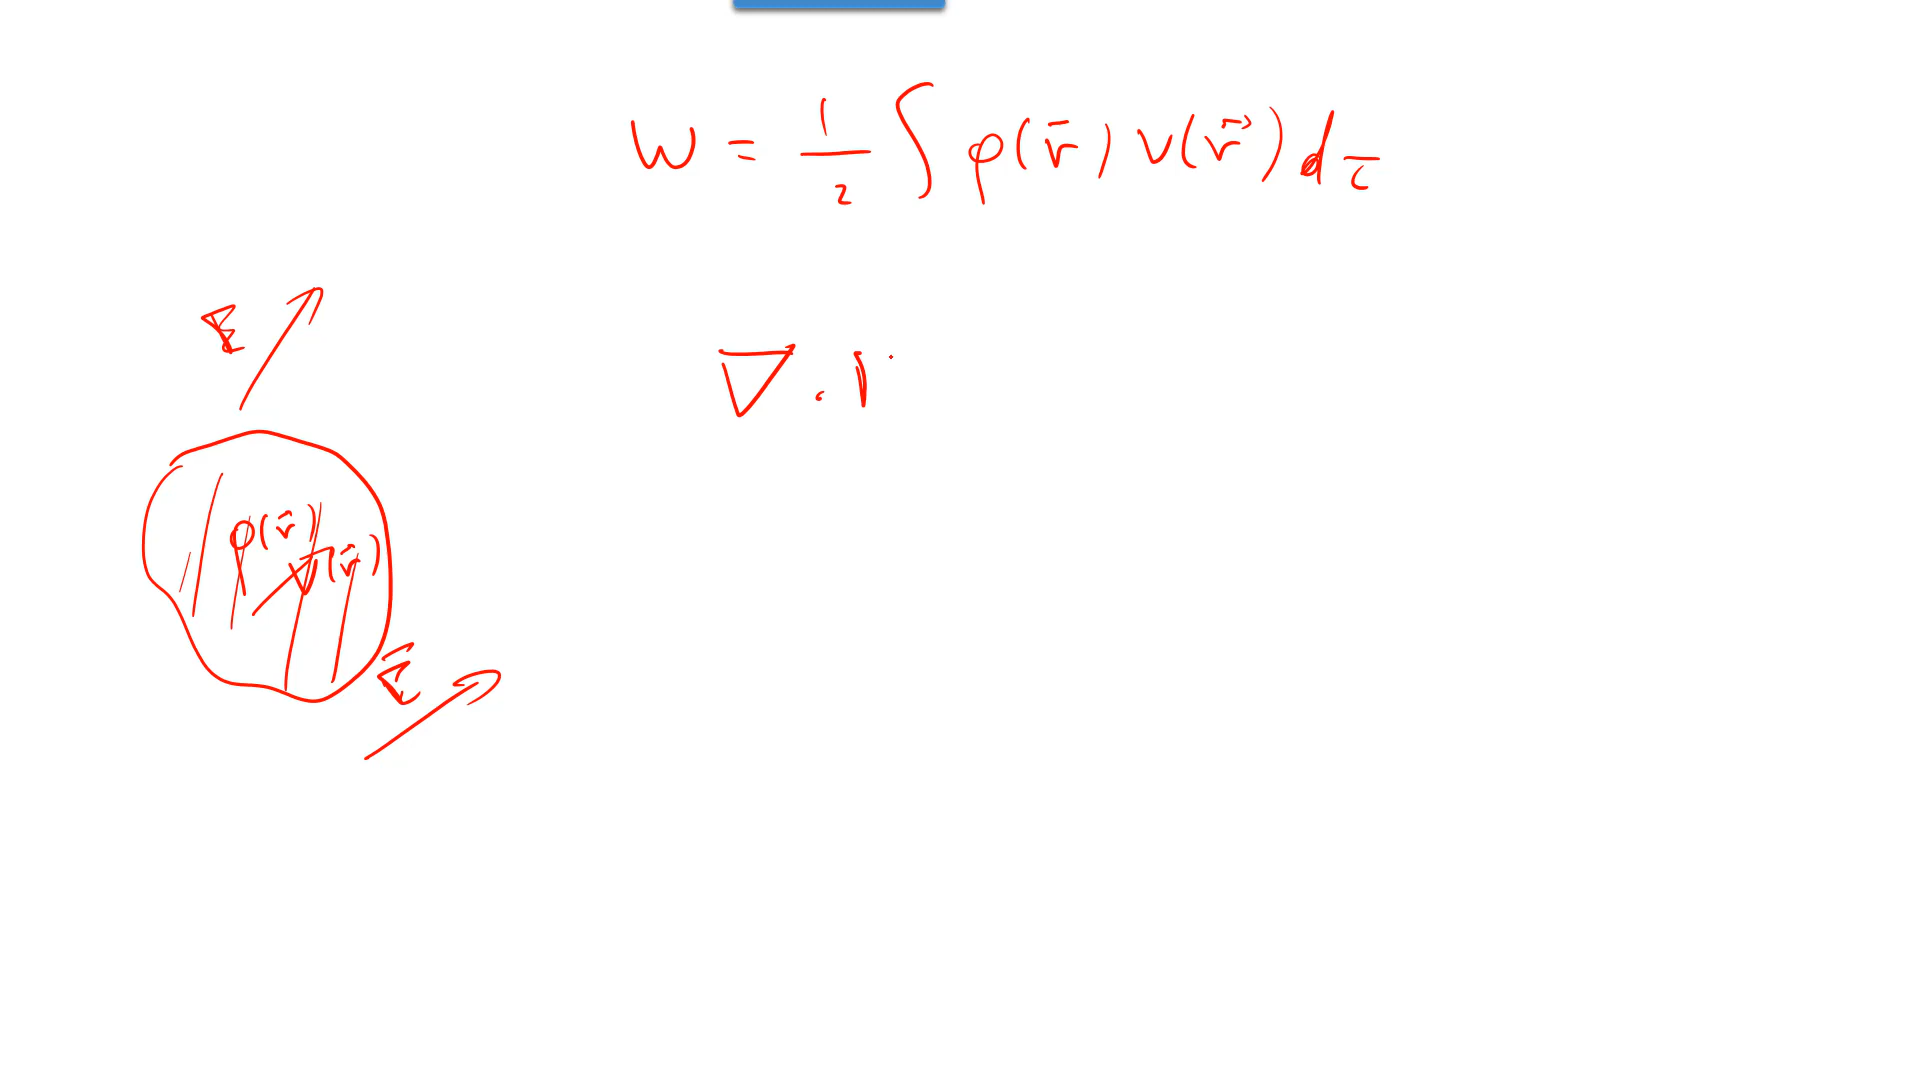 W = 1/2 ∫ ρ(r̄) V(r⃗) dτ
E
∇ ·
ρ(r̄)
V(r̄)
E⃗